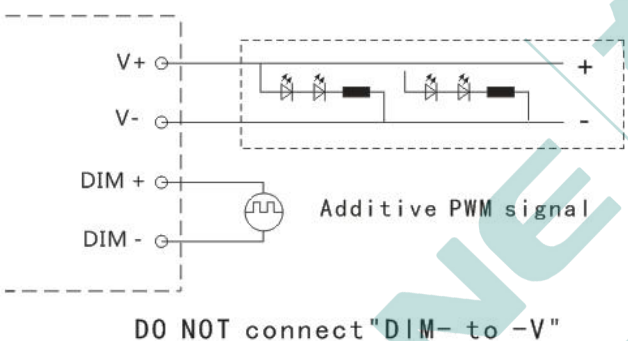 V+
+
V-
-
DIM +
Additive PWM signal
DIM -
DO NOT connect"DIM- to -V"